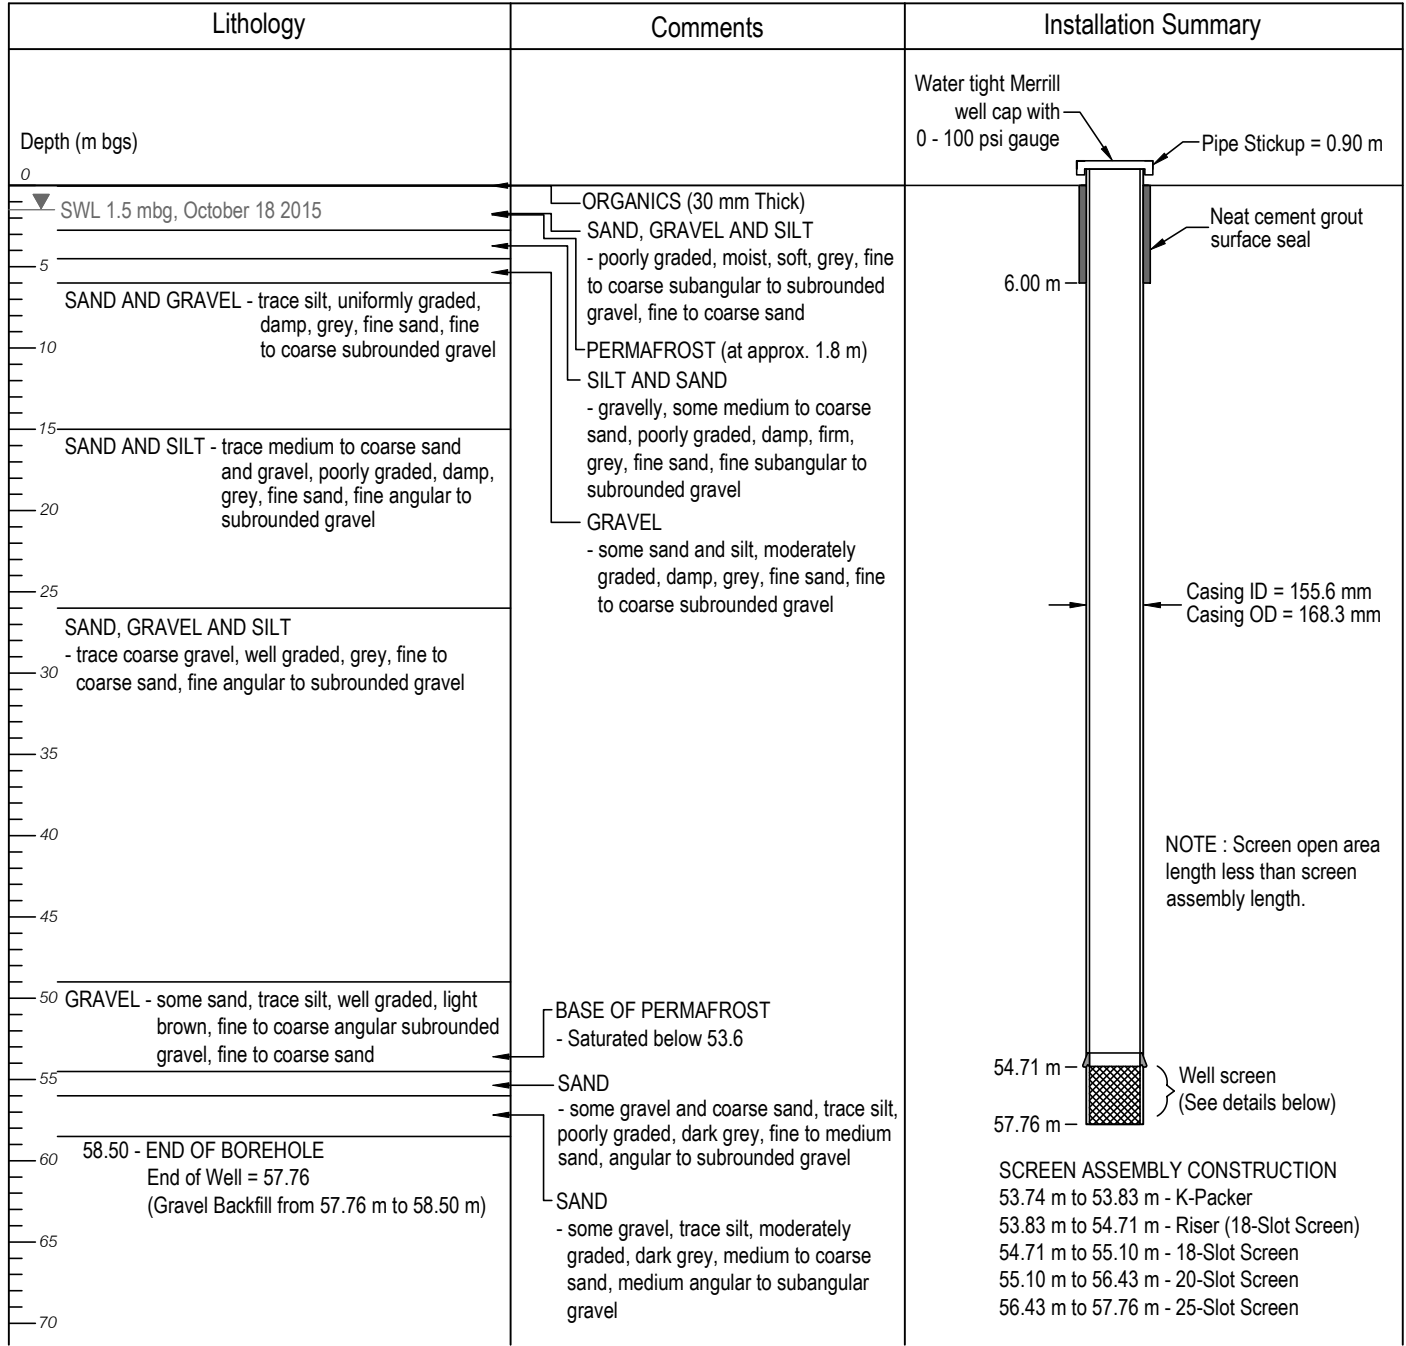 Lithology
Comments
Installation Summary
Depth (m bgs)
0
SWL 1.5 mbg, October 18 2015
5
SAND AND GRAVEL - trace silt, uniformly graded,
damp, grey, fine sand, fine
to coarse subrounded gravel
10
15
SAND AND SILT - trace medium to coarse sand
and gravel, poorly graded, damp,
grey, fine sand, fine angular to
subrounded gravel
20
25
SAND, GRAVEL AND SILT
- trace coarse gravel, well graded, grey, fine to
coarse sand, fine angular to subrounded gravel
30
35
40
45
50
GRAVEL - some sand, trace silt, well graded, light
brown, fine to coarse angular subrounded
gravel, fine to coarse sand
55
58.50 - END OF BOREHOLE
60
End of Well = 57.76
(Gravel Backfill from 57.76 m to 58.50 m)
65
70
ORGANICS (30 mm Thick)
SAND, GRAVEL AND SILT
- poorly graded, moist, soft, grey, fine
to coarse subangular to subrounded
gravel, fine to coarse sand
PERMAFROST (at approx. 1.8 m)
SILT AND SAND
- gravelly, some medium to coarse
sand, poorly graded, damp, firm,
grey, fine sand, fine subangular to
subrounded gravel
GRAVEL
- some sand and silt, moderately
graded, damp, grey, fine sand, fine
to coarse subrounded gravel
BASE OF PERMAFROST
- Saturated below 53.6
SAND
- some gravel and coarse sand, trace silt,
poorly graded, dark grey, fine to medium
sand, angular to subrounded gravel
SAND
- some gravel, trace silt, moderately
graded, dark grey, medium to coarse
sand, medium angular to subangular
gravel
Water tight Merrill
well cap with
0 - 100 psi gauge
Pipe Stickup = 0.90 m
Neat cement grout
surface seal
6.00 m
Casing ID = 155.6 mm
Casing OD = 168.3 mm
NOTE : Screen open area
length less than screen
assembly length.
54.71 m
Well screen
(See details below)
57.76 m
SCREEN ASSEMBLY CONSTRUCTION
53.74 m to 53.83 m - K-Packer
53.83 m to 54.71 m - Riser (18-Slot Screen)
54.71 m to 55.10 m - 18-Slot Screen
55.10 m to 56.43 m - 20-Slot Screen
56.43 m to 57.76 m - 25-Slot Screen